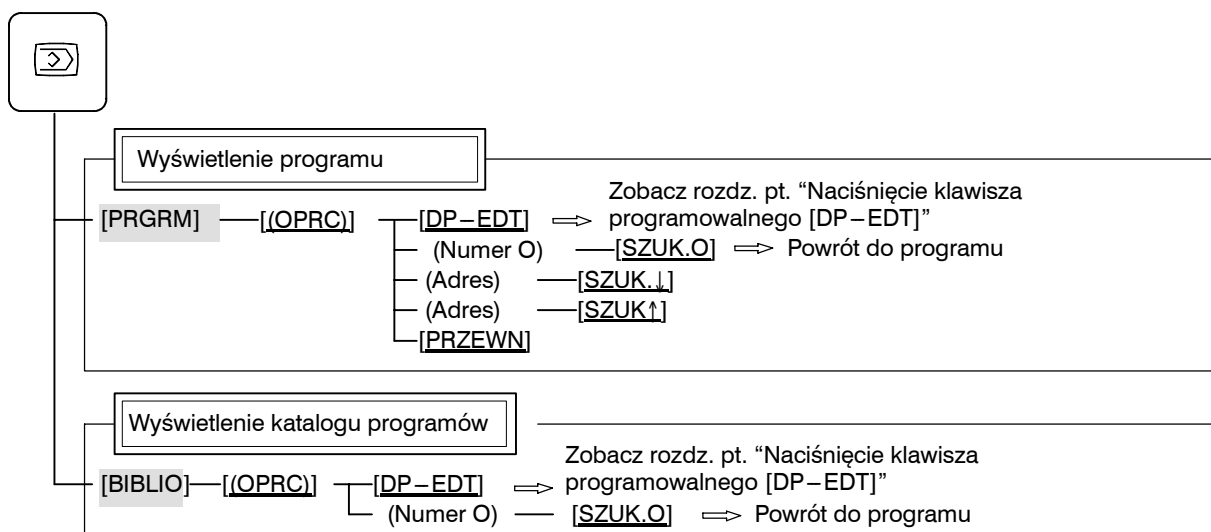 Wyświetlenie programu
[PRGRM] [(OPRC)] [DP–EDT] Zobacz rozdz. pt. “Naciśnięcie klawisza
programowalnego [DP–EDT]”
(Numer O) [SZUK.O] Powrót do programu
(Adres) [SZUK.↓]
(Adres) [SZUK↑]
[PRZEWN]
Wyświetlenie katalogu programów
[BIBLIO] [(OPRC)] [DP–EDT] Zobacz rozdz. pt. “Naciśnięcie klawisza
programowalnego [DP–EDT]”
(Numer O) [SZUK.O] Powrót do programu